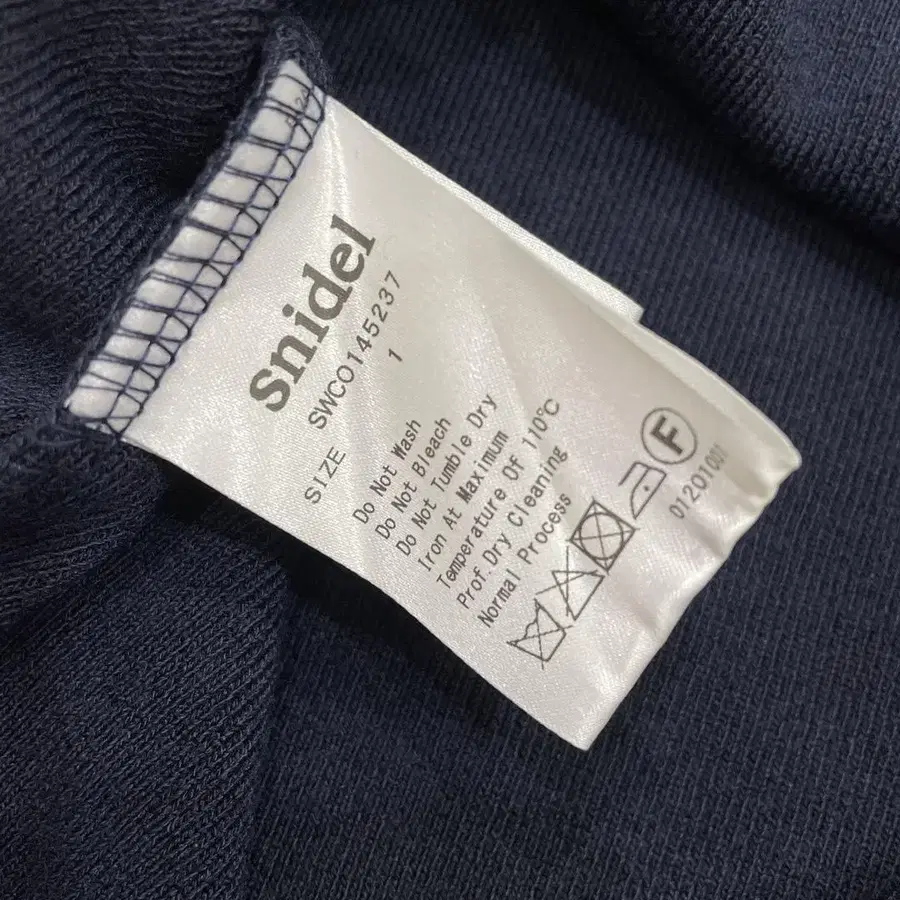 snidel
SWCO145237
SIZE 1
Do Not Wash
Do Not Bleach
Do Not Tumble Dry
Iron At Maximum
Temperature Of 110℃
Prof. Dry Cleaning
Normal Process
F
01201001